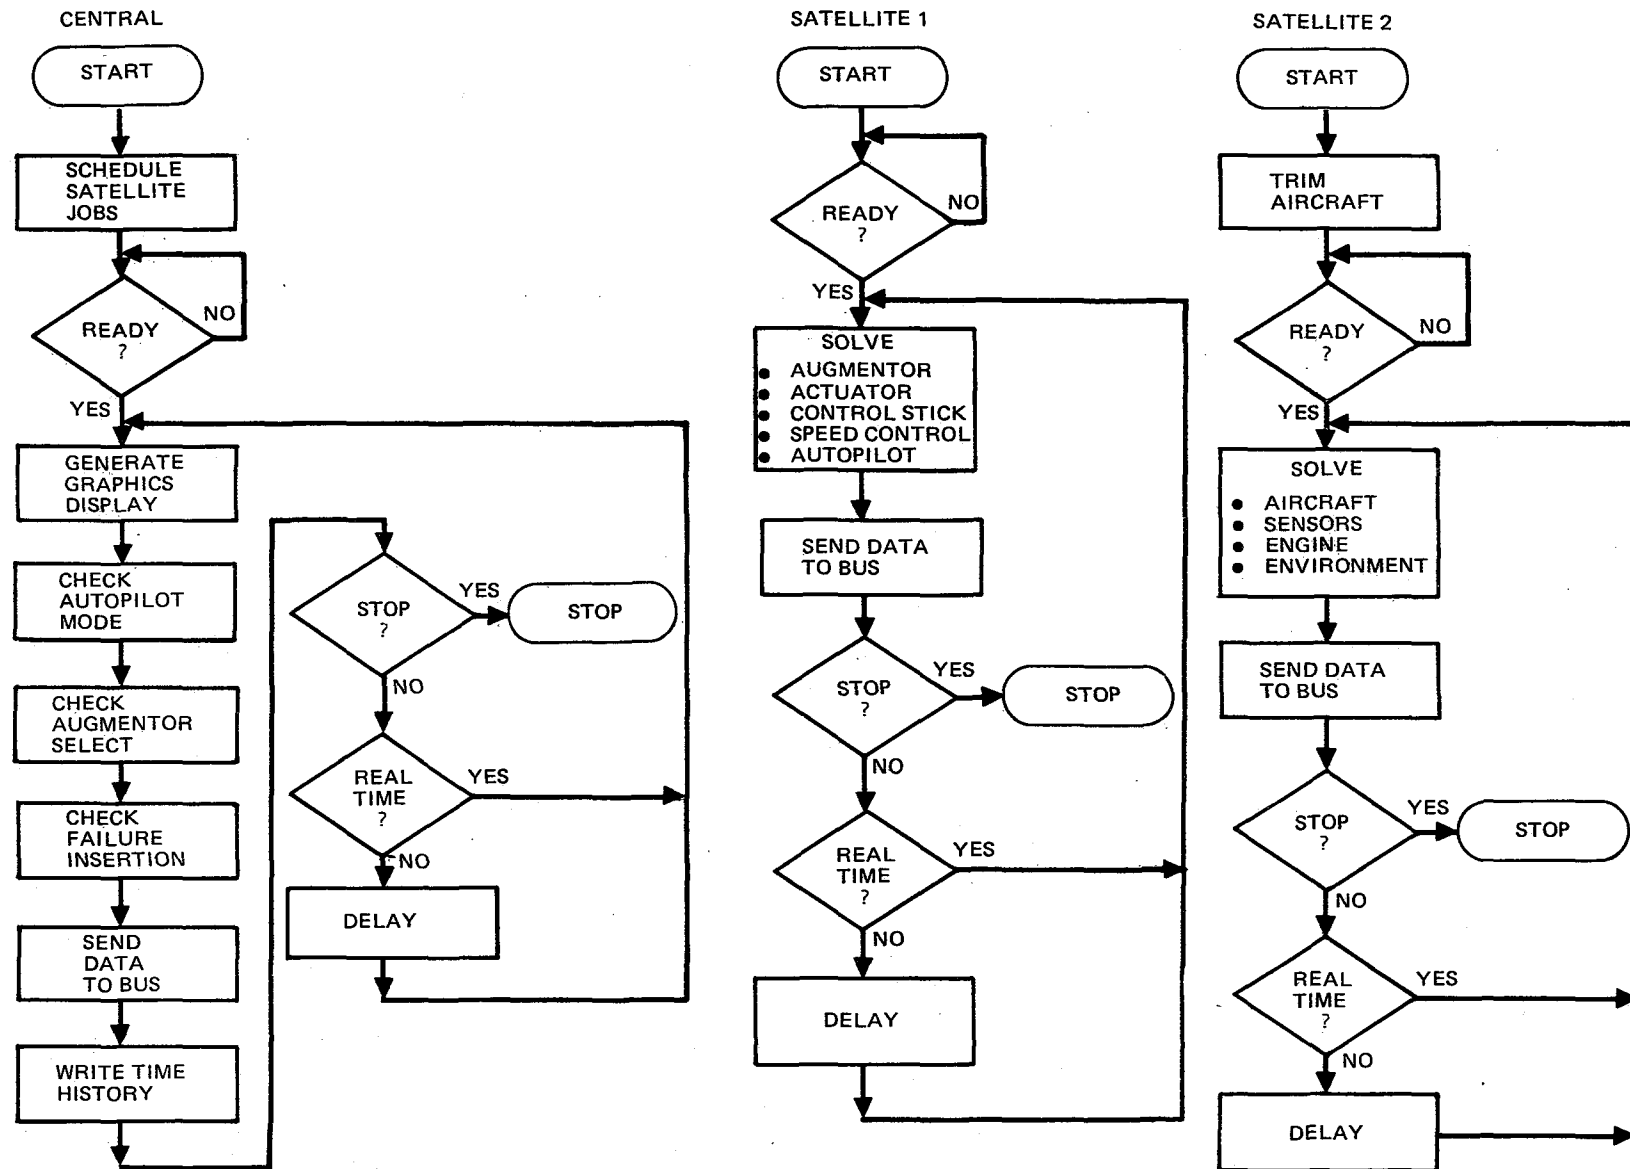 CENTRAL
START
SCHEDULE
SATELLITE
JOBS
READY
?
NO
YES
GENERATE
GRAPHICS
DISPLAY
CHECK
AUTOPILOT
MODE
CHECK
AUGMENTOR
SELECT
CHECK
FAILURE
INSERTION
SEND
DATA
TO BUS
WRITE TIME
HISTORY
STOP
?
YES
STOP
NO
REAL
TIME
?
YES
NO
DELAY
SATELLITE 1
START
READY
?
NO
YES
SOLVE
● AUGMENTOR
● ACTUATOR
● CONTROL STICK
● SPEED CONTROL
● AUTOPILOT
SEND DATA
TO BUS
STOP
?
YES
STOP
NO
REAL
TIME
?
YES
NO
DELAY
SATELLITE 2
START
TRIM
AIRCRAFT
READY
?
NO
YES
SOLVE
● AIRCRAFT
● SENSORS
● ENGINE
● ENVIRONMENT
SEND DATA
TO BUS
STOP
?
YES
STOP
NO
REAL
TIME
?
YES
NO
DELAY